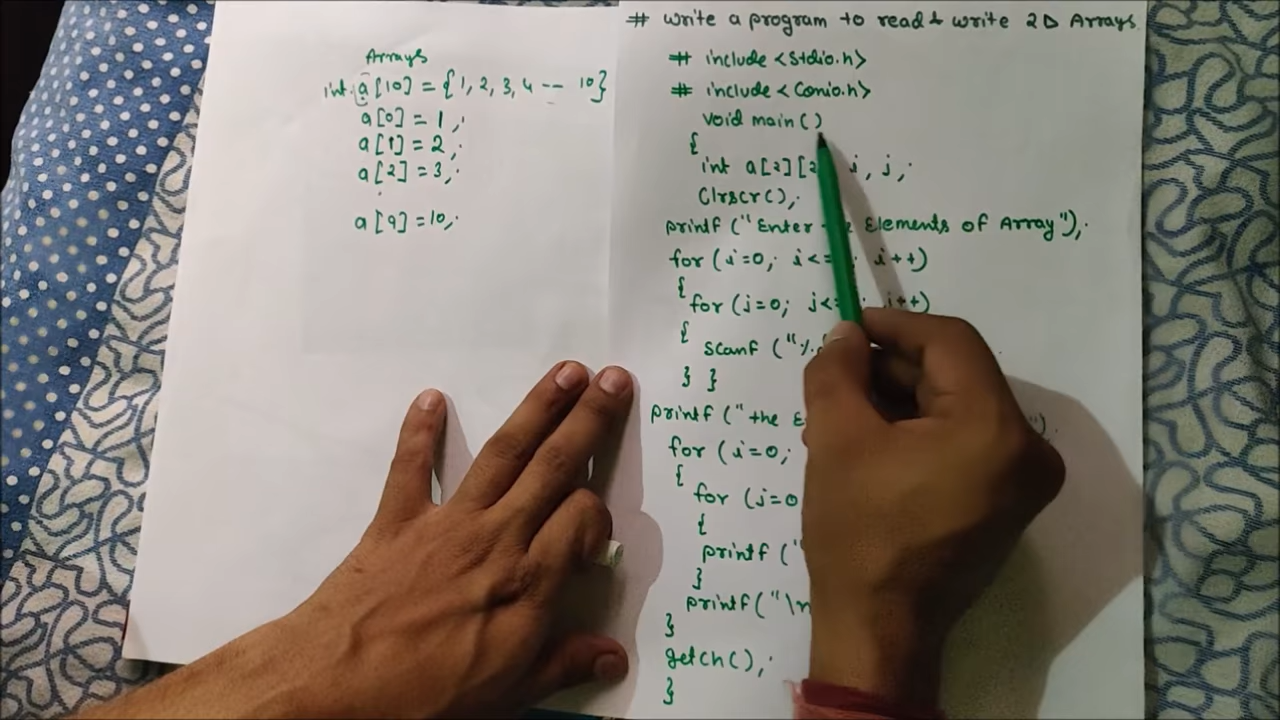 Arrays
int a[10] = {1, 2, 3, 4 -- 10}
a[0] = 1;
a[1] = 2;
a[2] = 3;
a[9] = 10;
# write a program to read & write 2D Arrays.
# include <stdio.h>
# include <Conio.h>
void main()
{
int a[2][2 i, j;
Clrscr();
printf ("Enter Elements of Array");
for (i=0; i<= ; i++)
{
for (j=0; j<= ; j++)
{
scanf ("%
} }
printf ("the
for (i=0;
{
for (j=0
{
printf ("
}
printf("\n
}
getch();
}